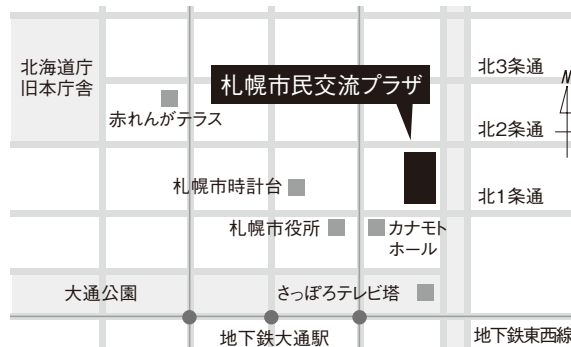 北海道庁
旧本庁舎
北3条通
N
札幌市民交流プラザ
赤れんがテラス
北2条通
札幌市時計台
北1条通
札幌市役所
カナモト
ホール
大通公園
さっぽろテレビ塔
地下鉄大通駅
地下鉄東西線